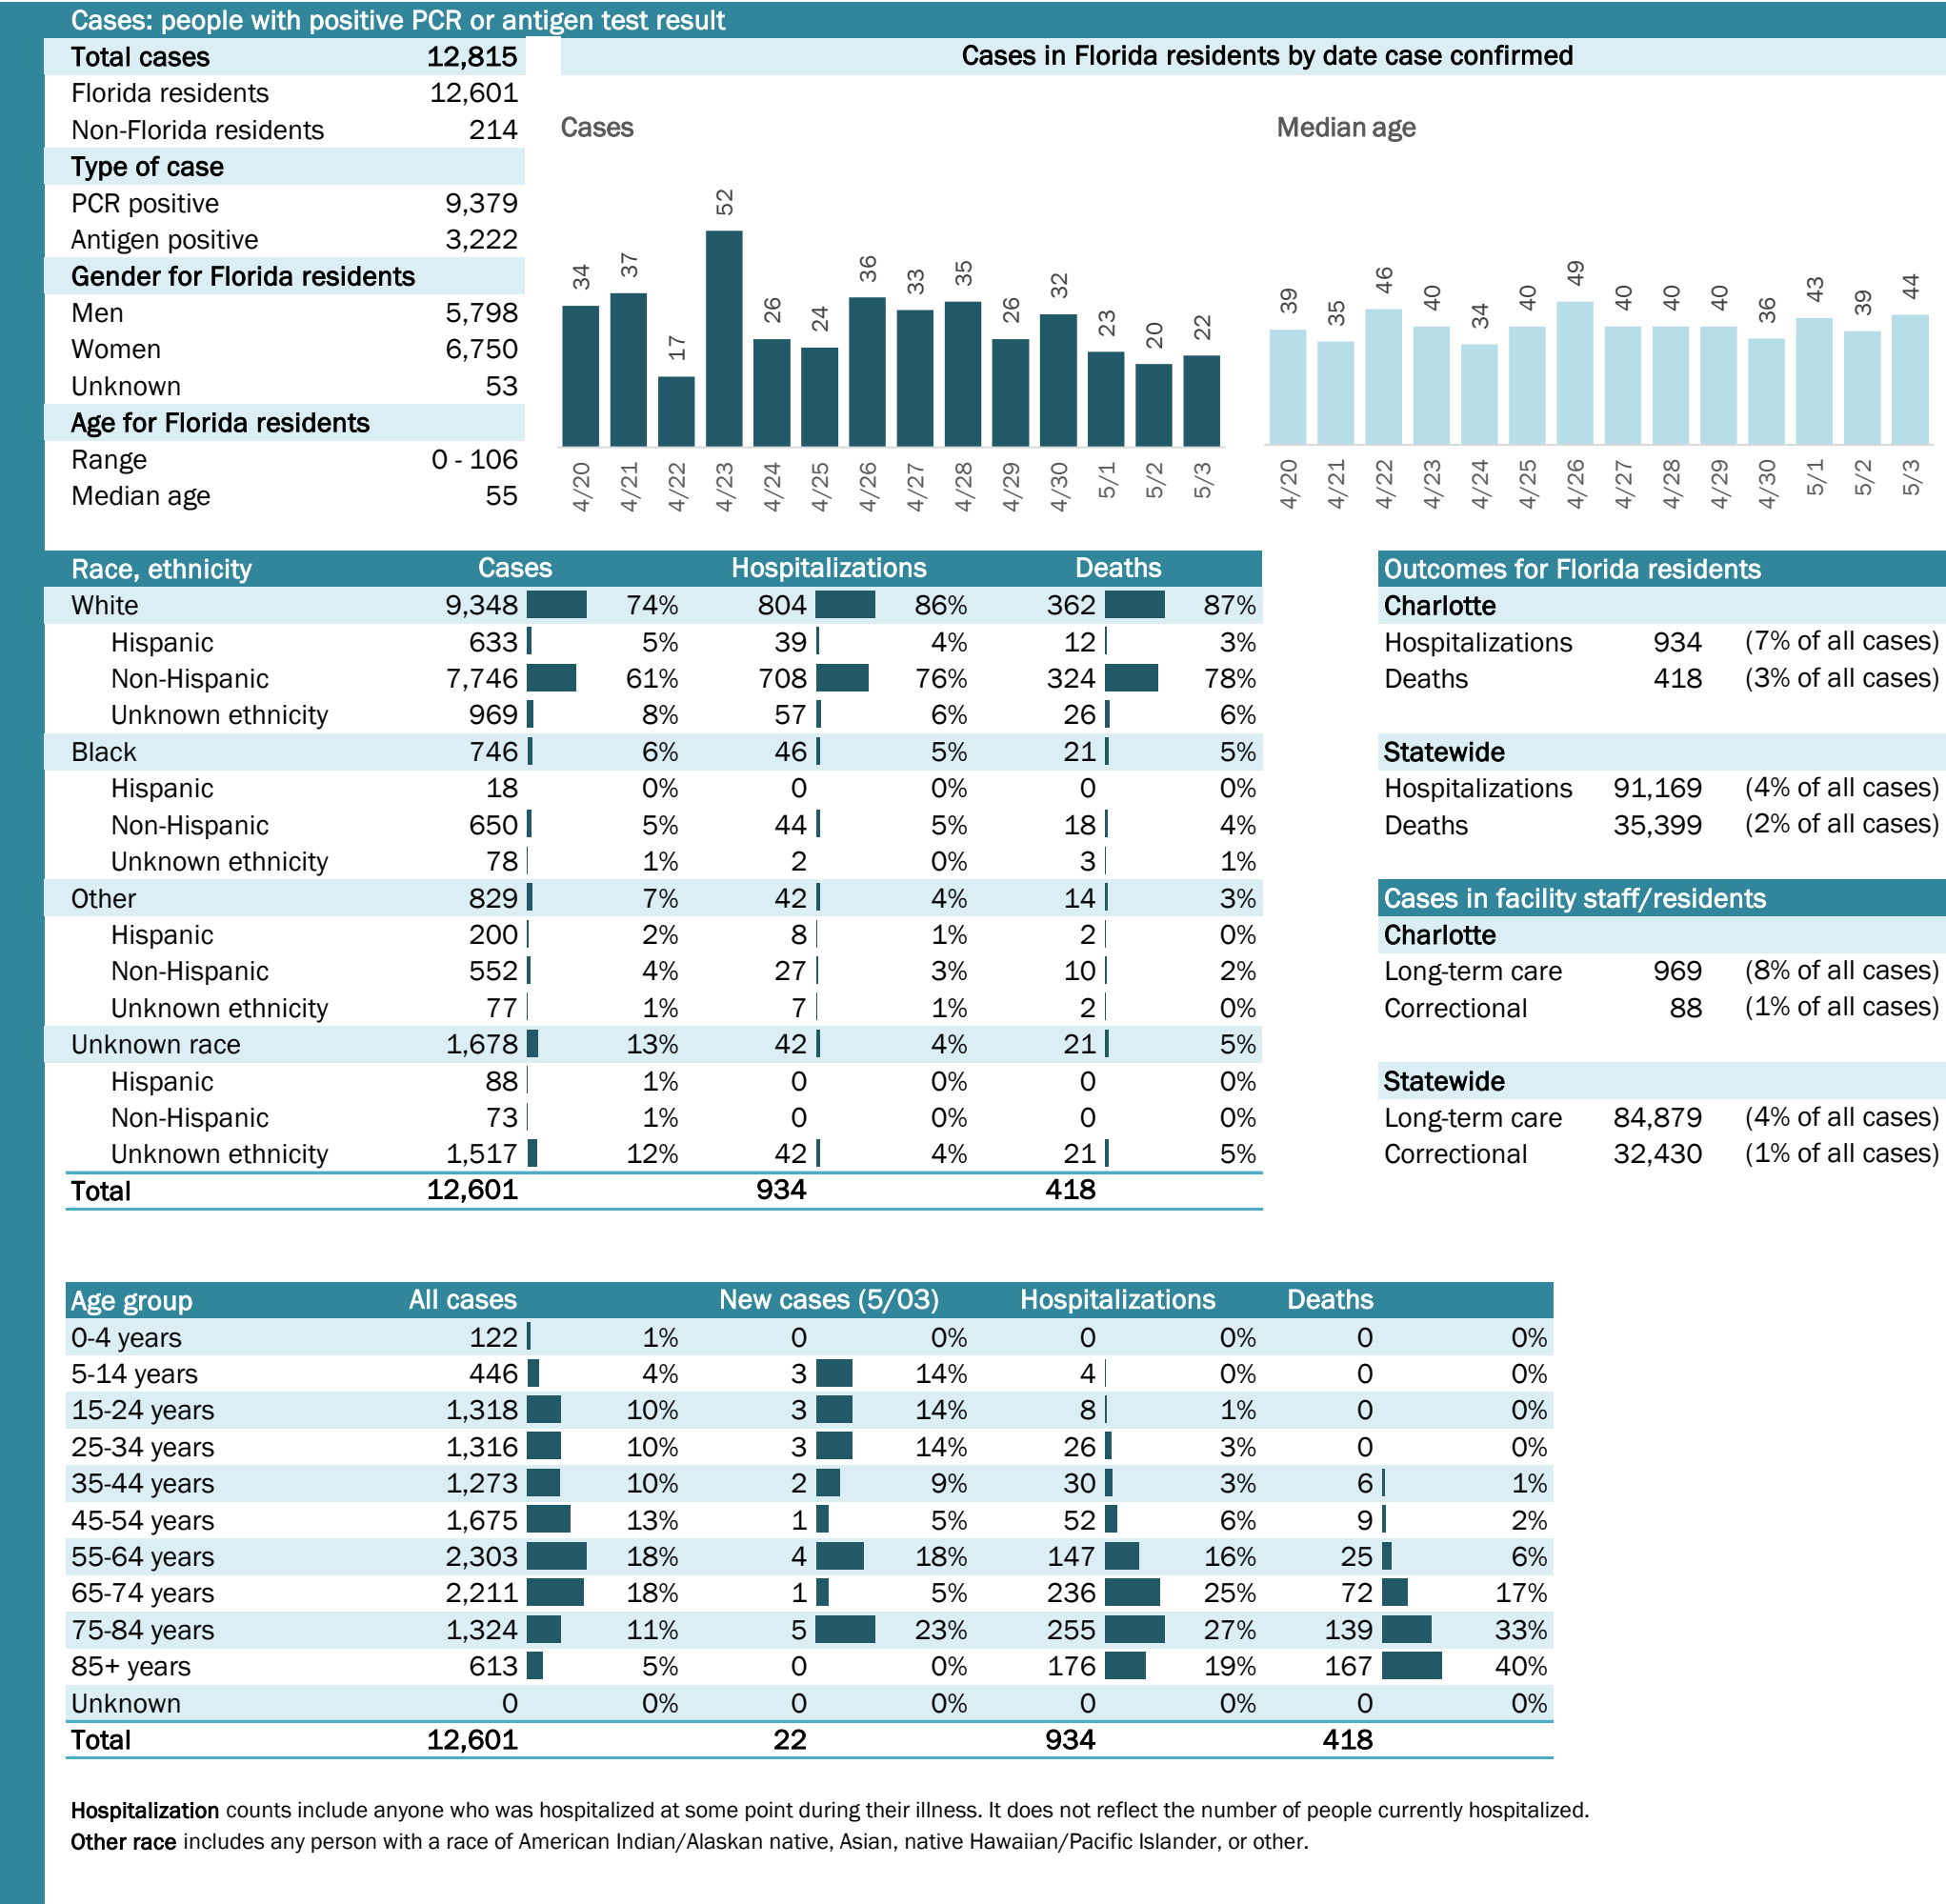 Cases: people with positive PCR or antigen test result
Total cases 12,815
Florida residents 12,601
Non-Florida residents 214
Type of case
PCR positive 9,379
Antigen positive 3,222
Gender for Florida residents
Men 5,798
Women 6,750
Unknown 53
Age for Florida residents
Range 0 - 106
Median age 55
Cases in Florida residents by date case confirmed
Cases
34 37 17 52 26 24 36 33 35 26 32 23 20 22
4/20 4/21 4/22 4/23 4/24 4/25 4/26 4/27 4/28 4/29 4/30 5/1 5/2 5/3
Median age
39 35 46 40 34 40 49 40 40 40 36 43 39 44
4/20 4/21 4/22 4/23 4/24 4/25 4/26 4/27 4/28 4/29 4/30 5/1 5/2 5/3
Race, ethnicity Cases Hospitalizations Deaths
White 9,348 74% 804 86% 362 87%
Hispanic 633 5% 39 4% 12 3%
Non-Hispanic 7,746 61% 708 76% 324 78%
Unknown ethnicity 969 8% 57 6% 26 6%
Black 746 6% 46 5% 21 5%
Hispanic 18 0% 0 0% 0 0%
Non-Hispanic 650 5% 44 5% 18 4%
Unknown ethnicity 78 1% 2 0% 3 1%
Other 829 7% 42 4% 14 3%
Hispanic 200 2% 8 1% 2 0%
Non-Hispanic 552 4% 27 3% 10 2%
Unknown ethnicity 77 1% 7 1% 2 0%
Unknown race 1,678 13% 42 4% 21 5%
Hispanic 88 1% 0 0% 0 0%
Non-Hispanic 73 1% 0 0% 0 0%
Unknown ethnicity 1,517 12% 42 4% 21 5%
Total 12,601 934 418
Outcomes for Florida residents
Charlotte
Hospitalizations 934 (7% of all cases)
Deaths 418 (3% of all cases)
Statewide
Hospitalizations 91,169 (4% of all cases)
Deaths 35,399 (2% of all cases)
Cases in facility staff/residents
Charlotte
Long-term care 969 (8% of all cases)
Correctional 88 (1% of all cases)
Statewide
Long-term care 84,879 (4% of all cases)
Correctional 32,430 (1% of all cases)
Age group All cases New cases (5/03) Hospitalizations Deaths
0-4 years 122 1% 0 0% 0 0% 0 0%
5-14 years 446 4% 3 14% 4 0% 0 0%
15-24 years 1,318 10% 3 14% 8 1% 0 0%
25-34 years 1,316 10% 3 14% 26 3% 0 0%
35-44 years 1,273 10% 2 9% 30 3% 6 1%
45-54 years 1,675 13% 1 5% 52 6% 9 2%
55-64 years 2,303 18% 4 18% 147 16% 25 6%
65-74 years 2,211 18% 1 5% 236 25% 72 17%
75-84 years 1,324 11% 5 23% 255 27% 139 33%
85+ years 613 5% 0 0% 176 19% 167 40%
Unknown 0 0% 0 0% 0 0% 0 0%
Total 12,601 22 934 418
Hospitalization counts include anyone who was hospitalized at some point during their illness. It does not reflect the number of people currently hospitalized.
Other race includes any person with a race of American Indian/Alaskan native, Asian, native Hawaiian/Pacific Islander, or other.